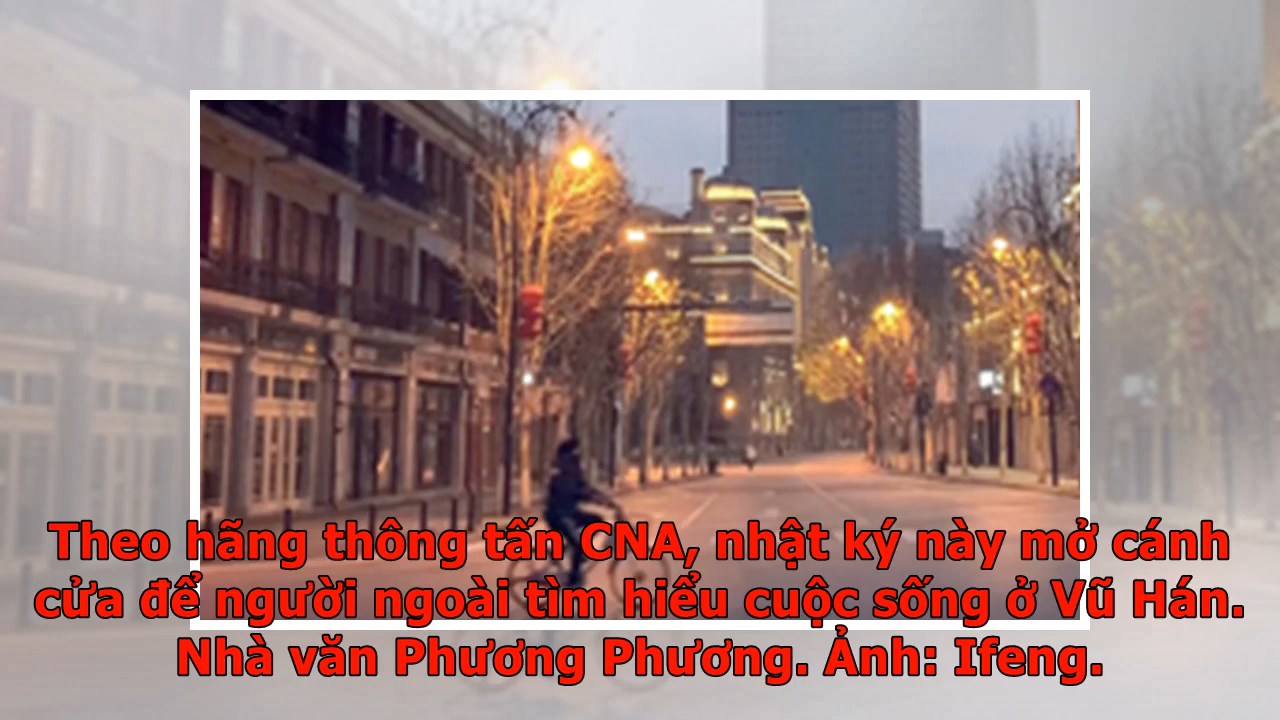 Theo hãng thông tấn CNA, nhật ký này mở cánh
cửa để người ngoài tìm hiểu cuộc sống ở Vũ Hán.
Nhà văn Phương Phương. Ảnh: Ifeng.